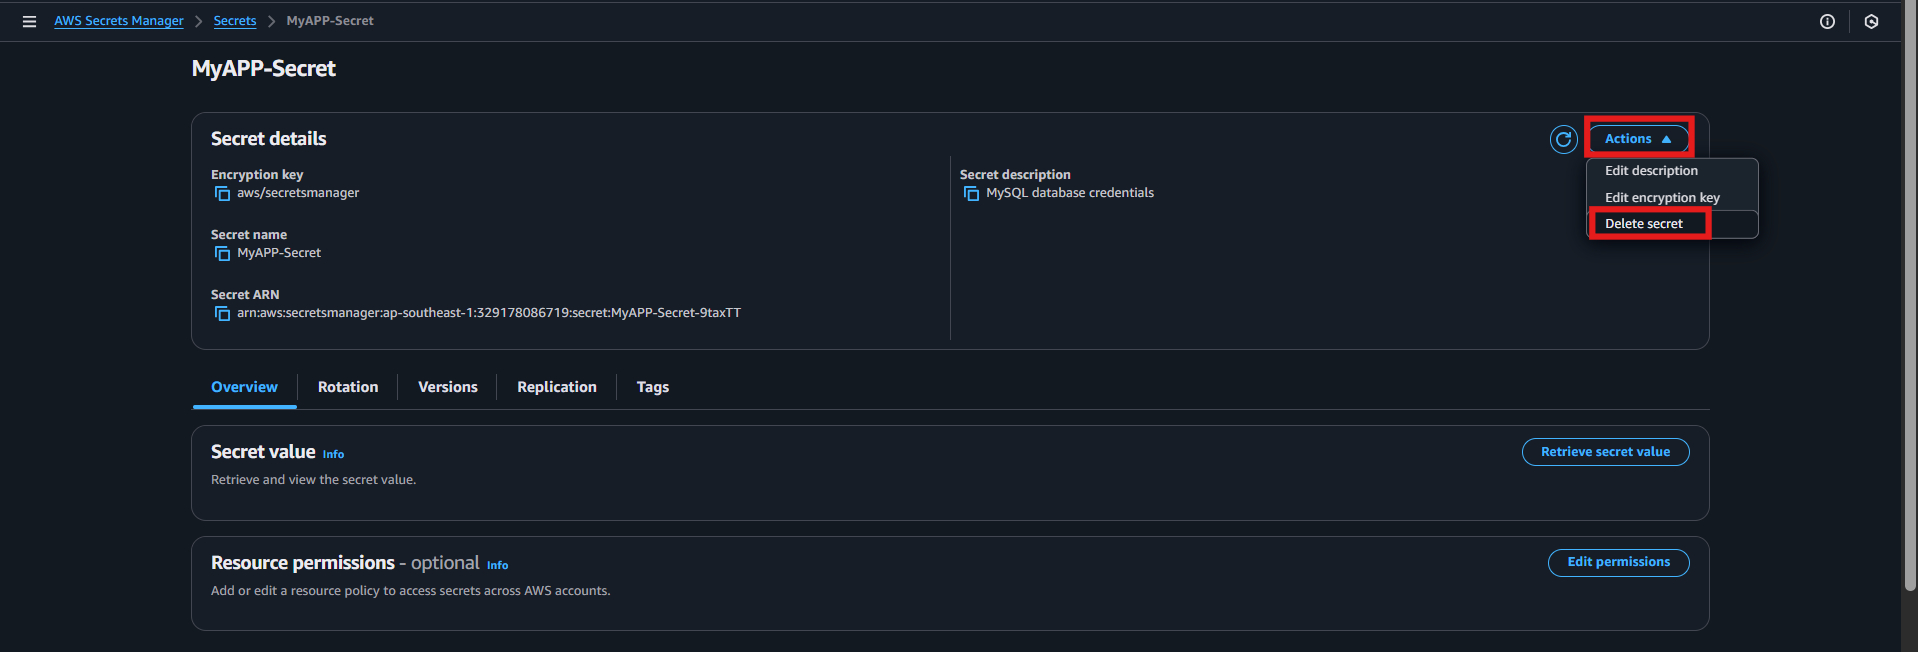 AWS Secrets Manager > Secrets > MyAPP-Secret
MyAPP-Secret
Secret details
Actions
Edit description
Edit encryption key
Delete secret
Encryption key
aws/secretsmanager
Secret name
MyAPP-Secret
Secret ARN
arn:aws:secretsmanager:ap-southeast-1:329178086719:secret:MyAPP-Secret-9taxTT
Secret description
MySQL database credentials
Overview
Rotation
Versions
Replication
Tags
Secret value Info
Retrieve secret value
Retrieve and view the secret value.
Resource permissions - optional Info
Edit permissions
Add or edit a resource policy to access secrets across AWS accounts.